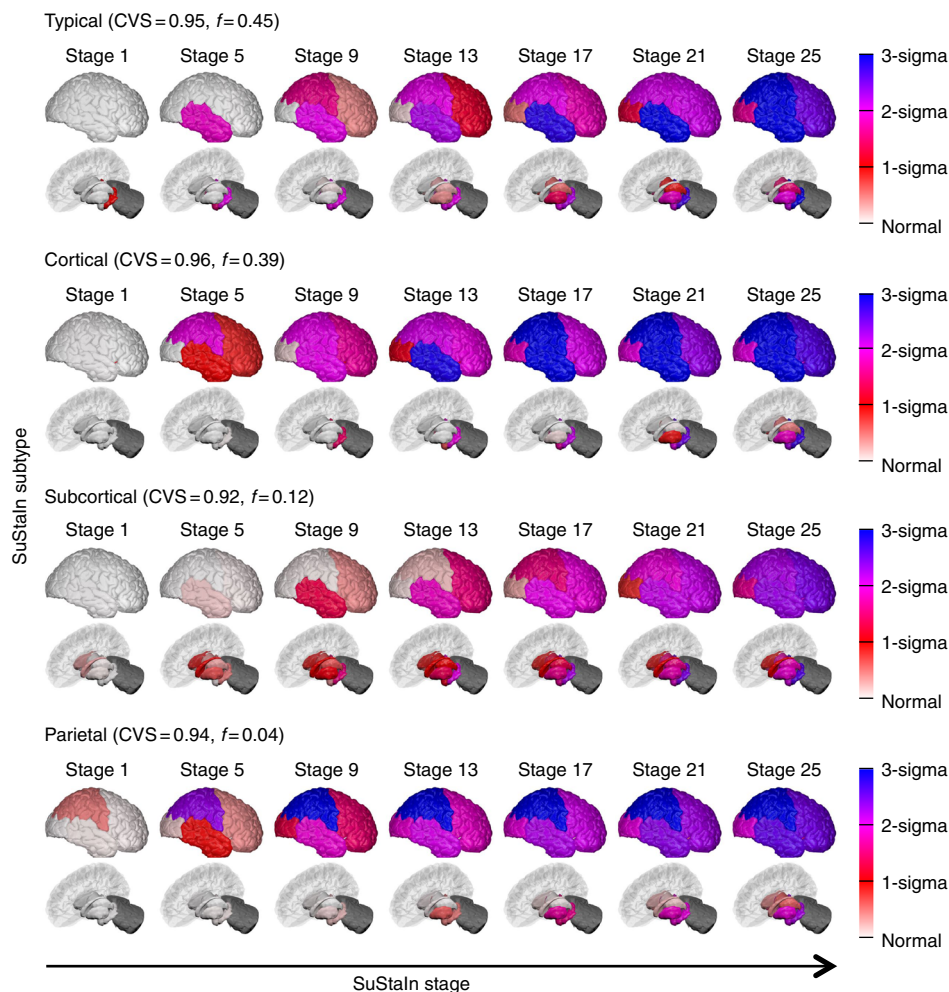 Typical (CVS=0.95, f=0.45)
Stage 1 Stage 5 Stage 9 Stage 13 Stage 17 Stage 21 Stage 25
3-sigma
2-sigma
1-sigma
Normal
Cortical (CVS=0.96, f=0.39)
Stage 1 Stage 5 Stage 9 Stage 13 Stage 17 Stage 21 Stage 25
3-sigma
2-sigma
1-sigma
Normal
SuStaIn subtype
Subcortical (CVS=0.92, f=0.12)
Stage 1 Stage 5 Stage 9 Stage 13 Stage 17 Stage 21 Stage 25
3-sigma
2-sigma
1-sigma
Normal
Parietal (CVS=0.94, f=0.04)
Stage 1 Stage 5 Stage 9 Stage 13 Stage 17 Stage 21 Stage 25
3-sigma
2-sigma
1-sigma
Normal
SuStaIn stage